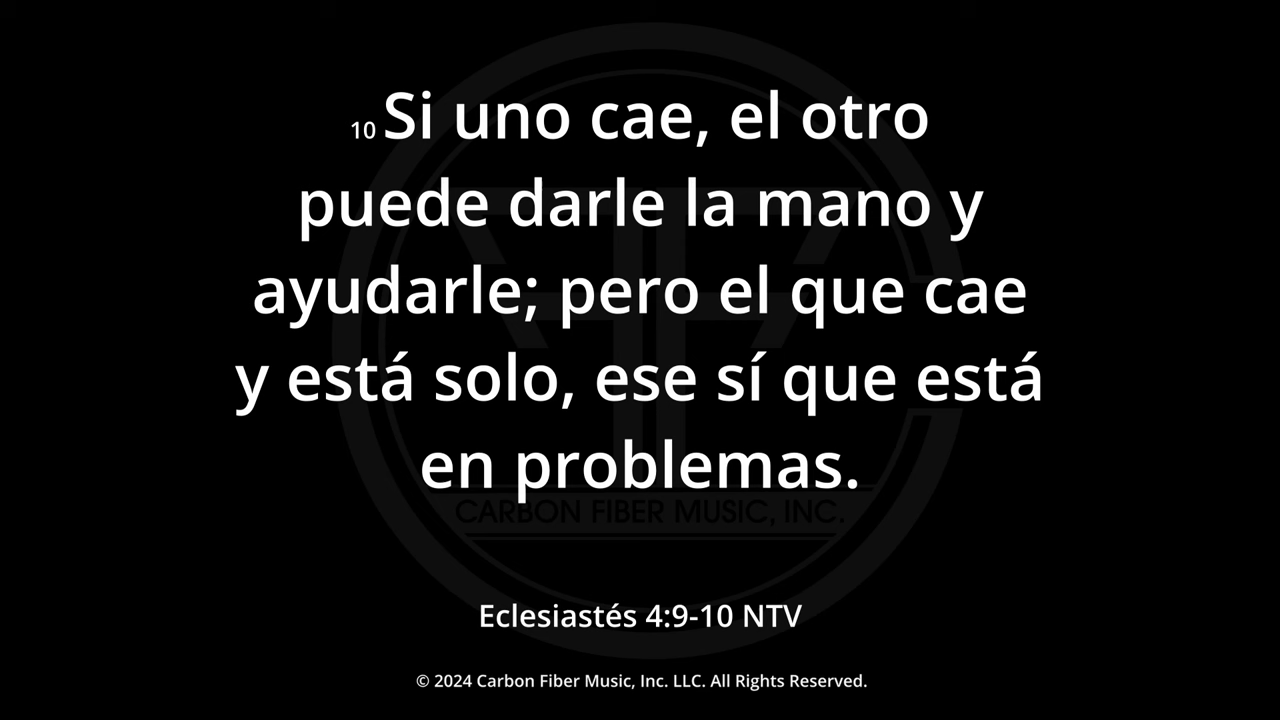 10 Si uno cae, el otro
puede darle la mano y
ayudarle; pero el que cae
y está solo, ese sí que está
en problemas.
CARBON FIBER MUSIC, INC.
Eclesiastés 4:9-10 NTV
© 2024 Carbon Fiber Music, Inc. LLC. All Rights Reserved.